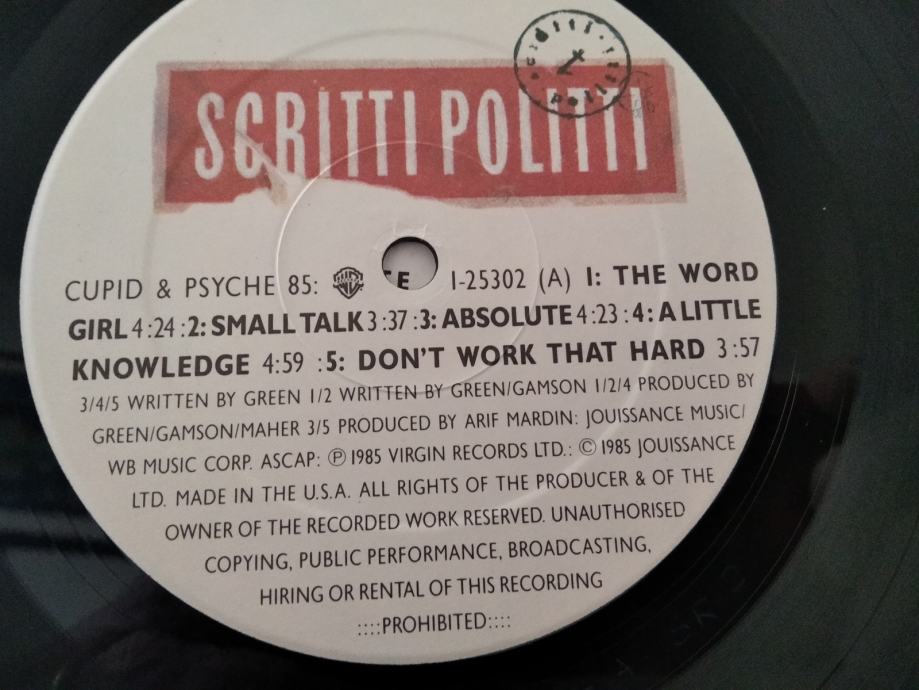 scritti politti
SCRITTI POLITTI
CUPID & PSYCHE 85: E 1-25302 (A) 1: THE WORD
GIRL 4:24 :2: SMALL TALK 3:37 :3: ABSOLUTE 4:23 :4: A LITTLE
KNOWLEDGE 4:59 :5: DON'T WORK THAT HARD 3:57
3/4/5 WRITTEN BY GREEN 1/2 WRITTEN BY GREEN/GAMSON 1/2/4 PRODUCED BY
GREEN/GAMSON/MAHER 3/5 PRODUCED BY ARIF MARDIN: JOUISSANCE MUSIC/
WB MUSIC CORP. ASCAP: ℗ 1985 VIRGIN RECORDS LTD.: © 1985 JOUISSANCE
LTD. MADE IN THE U.S.A. ALL RIGHTS OF THE PRODUCER & OF THE
OWNER OF THE RECORDED WORK RESERVED. UNAUTHORISED
COPYING, PUBLIC PERFORMANCE, BROADCASTING,
HIRING OR RENTAL OF THIS RECORDING
::::PROHIBITED::::